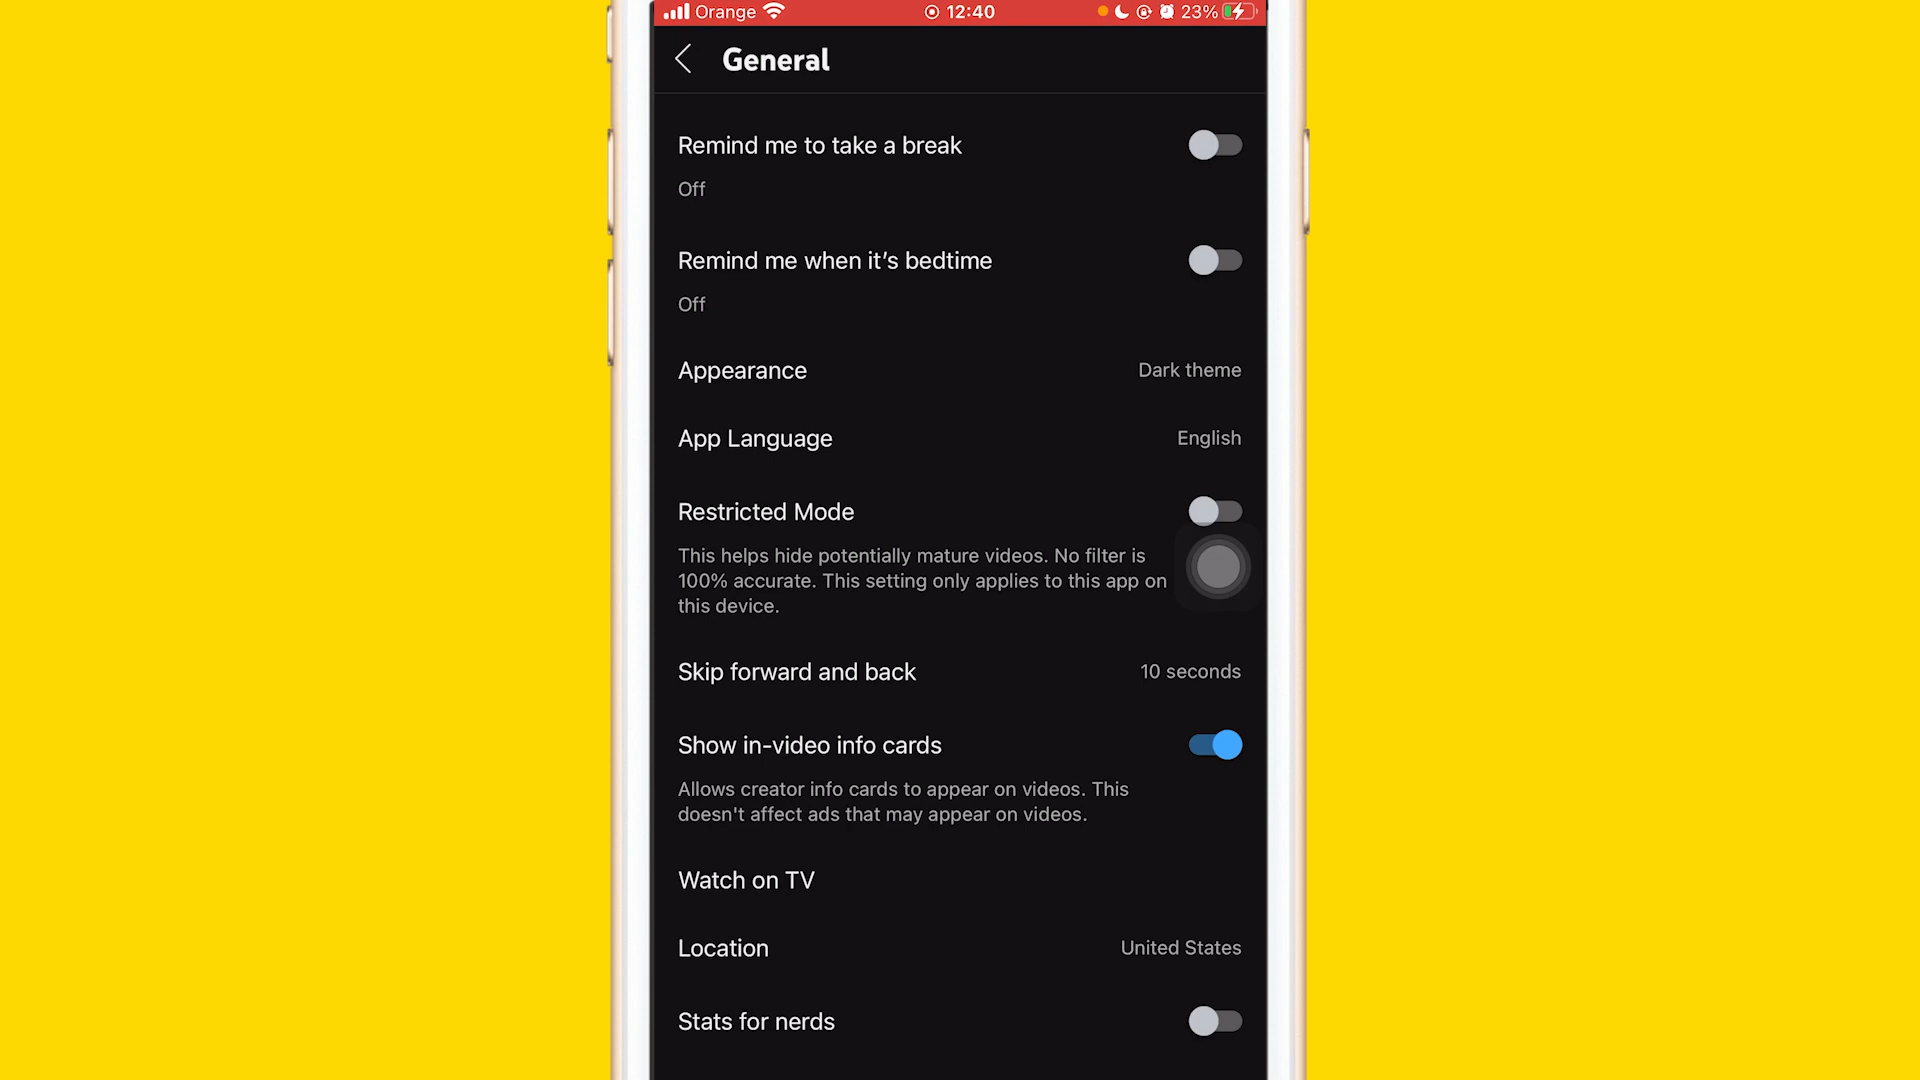 Orange 12:40 23%
General
Remind me to take a break
Off
Remind me when it's bedtime
Off
Appearance Dark theme
App Language English
Restricted Mode
This helps hide potentially mature videos. No filter is
100% accurate. This setting only applies to this app on
this device.
Skip forward and back 10 seconds
Show in-video info cards
Allows creator info cards to appear on videos. This
doesn't affect ads that may appear on videos.
Watch on TV
Location United States
Stats for nerds